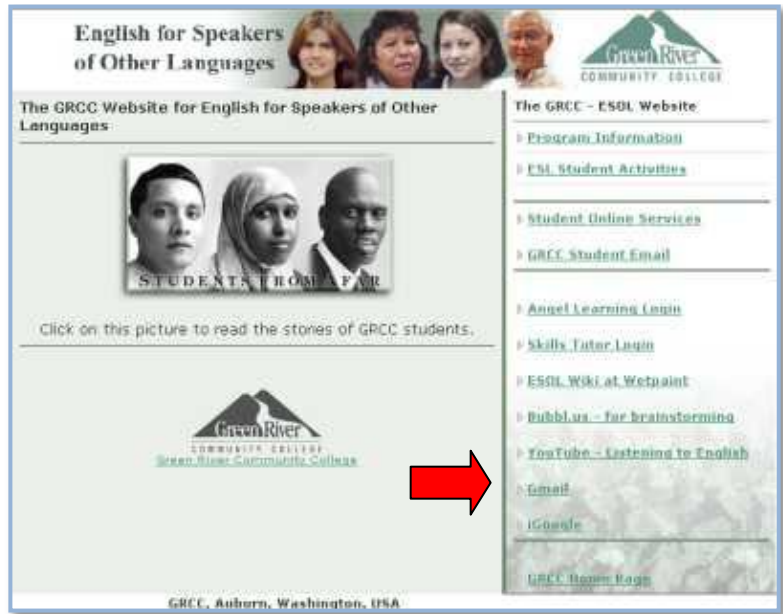 English for Speakers
of Other Languages
Green River
COMMUNITY COLLEGE
The GRCC Website for English for Speakers of Other
Languages
STUDENTS FROM AFAR
Click on this picture to read the stories of GRCC students.
Green River
COMMUNITY COLLEGE
Green River Community College
The GRCC - ESOL Website
Program Information
ESL Student Activities
Student Online Services
GRCC Student Email
Angel Learning Login
Skills Tutor Login
ESOL Wiki at Wetpaint
Bubbl.us - for brainstorming
YouTube - Listening to English
Gmail
iGoogle
GRCC Home Page
GRCC, Auburn, Washington, USA